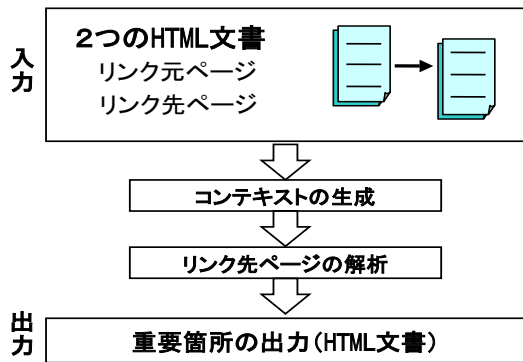 入力
2つのHTML文書
リンク元ページ
リンク先ページ
コンテキストの生成
リンク先ページの解析
出力
重要箇所の出力(HTML文書)